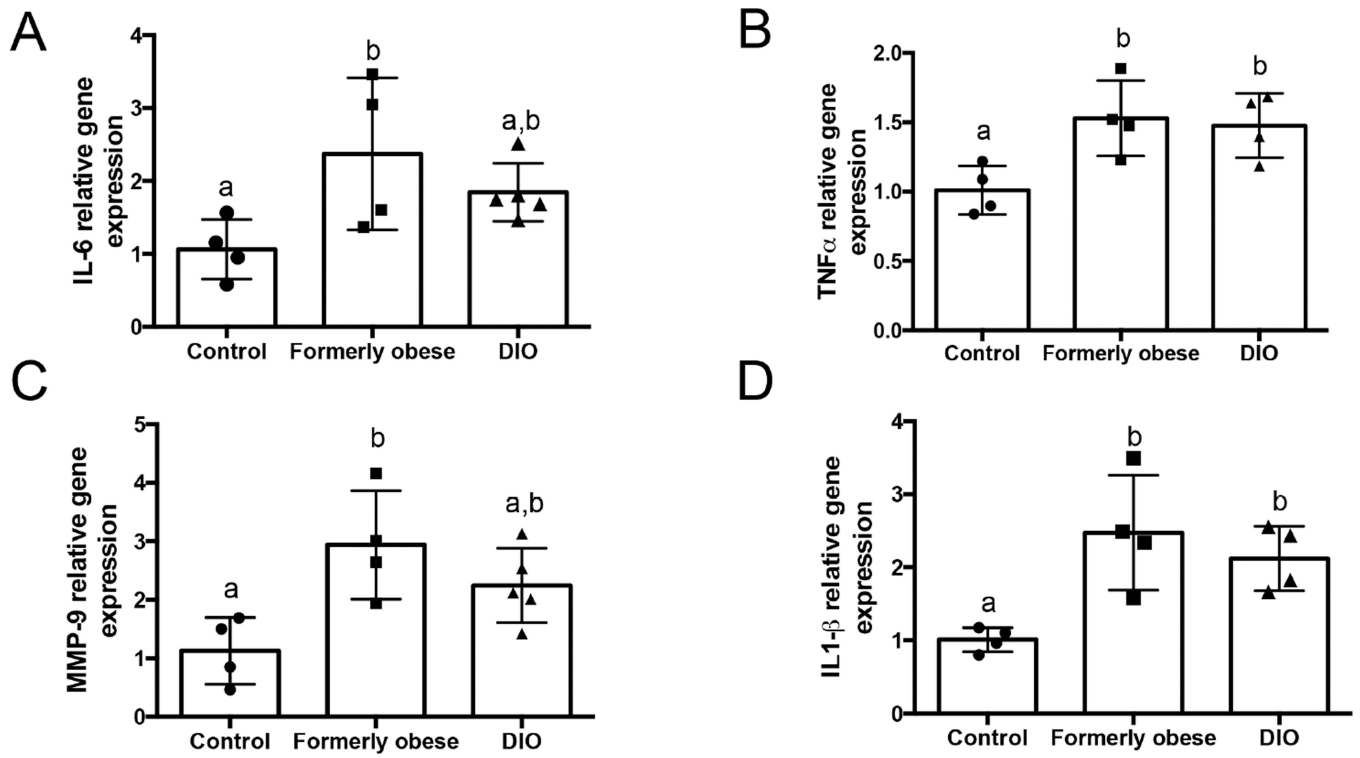 A
IL-6 relative gene
expression
4
3
2
1
0
a
b
a,b
Control
Formerly obese
DIO
B
TNFα relative gene
expression
2.0
1.5
1.0
0.5
0.0
a
b
b
Control
Formerly obese
DIO
C
MMP-9 relative gene
expression
5
4
3
2
1
0
a
b
a,b
Control
Formerly obese
DIO
D
IL1-β relative gene
expression
4
3
2
1
0
a
b
b
Control
Formerly obese
DIO